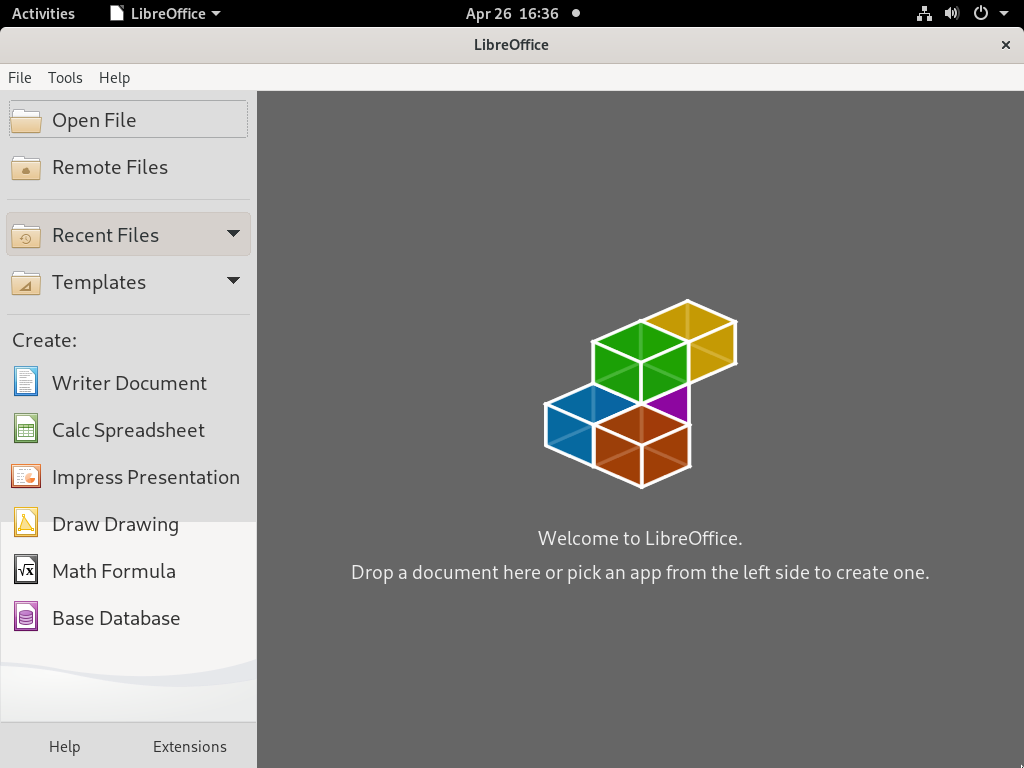 Activities LibreOffice Apr 26 16:36
LibreOffice
File Tools Help
Open File
Remote Files
Recent Files
Templates
Create:
Writer Document
Calc Spreadsheet
Impress Presentation
Draw Drawing
Math Formula
Base Database
Help Extensions
Welcome to LibreOffice.
Drop a document here or pick an app from the left side to create one.